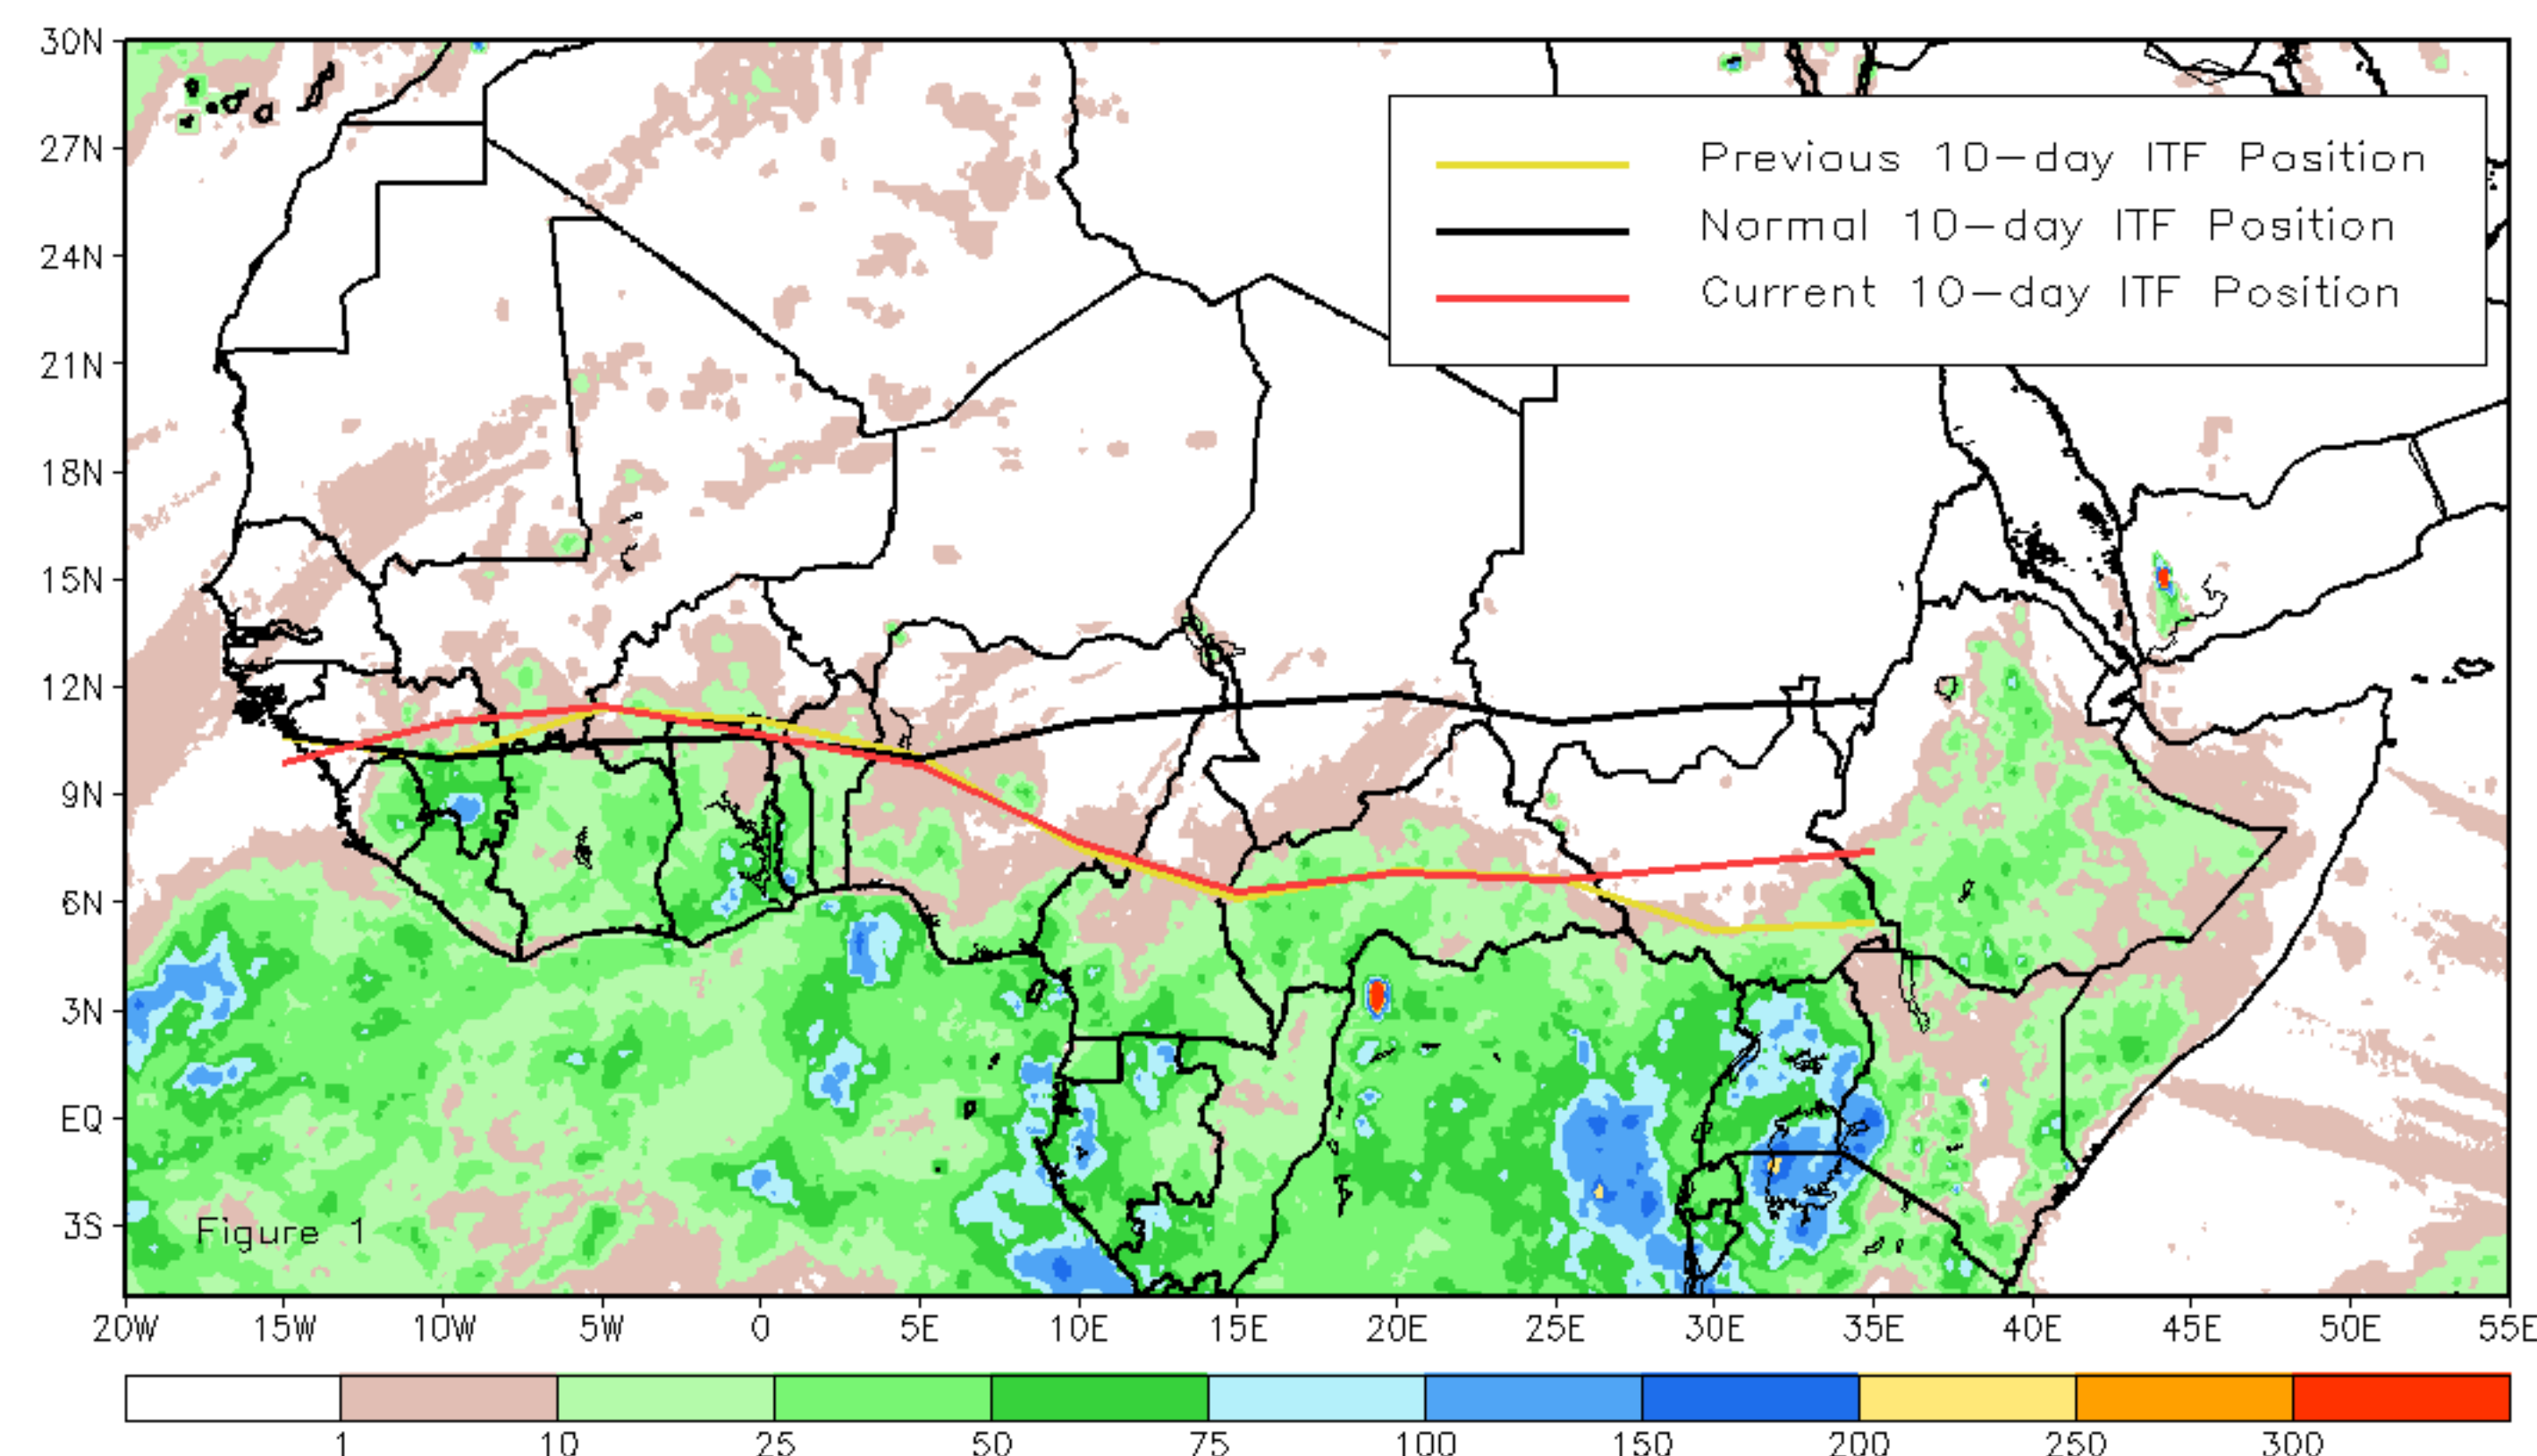 30N
27N
24N
21N
18N
15N
12N
9N
6N
3N
EQ
3S
Previous 10-day ITF Position
Normal 10-day ITF Position
Current 10-day ITF Position
Figure 1
20W 15W 10W 5W 0 5E 10E 15E 20E 25E 30E 35E 40E 45E 50E 55E
1 10 25 50 75 100 150 200 250 300